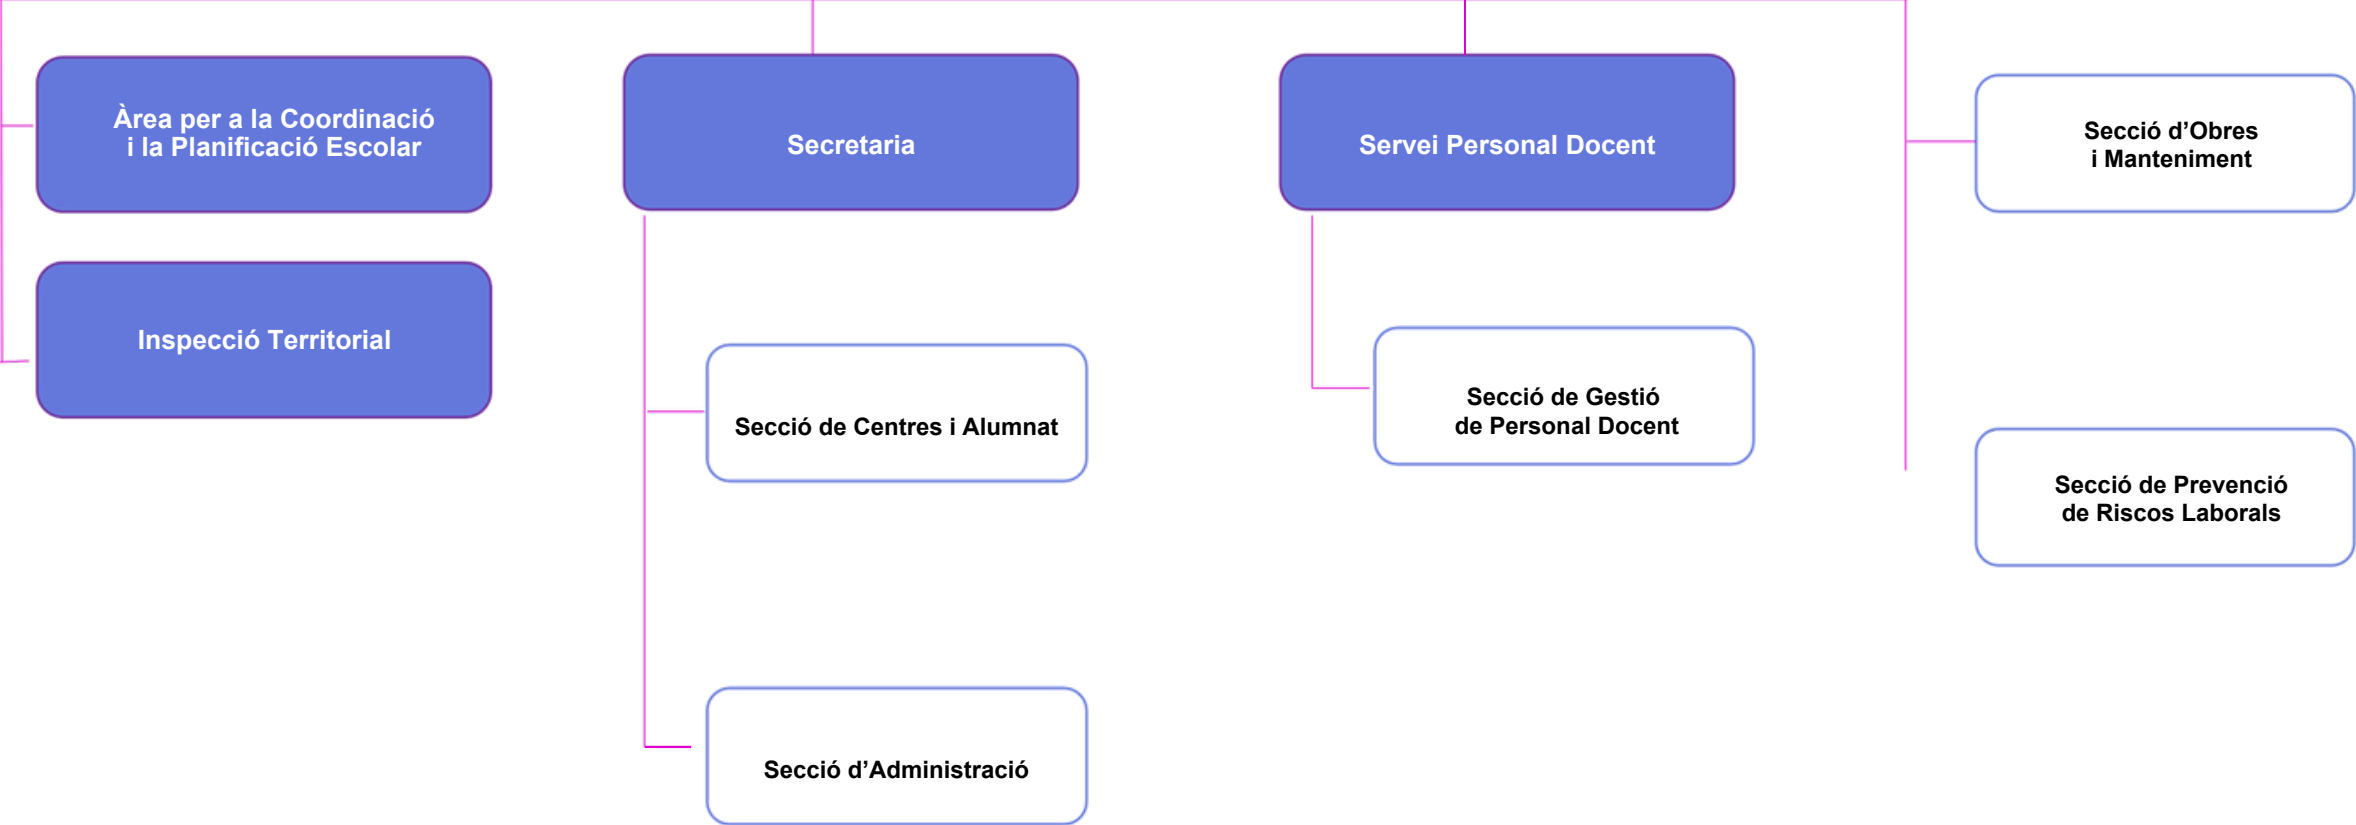 Àrea per a la Coordinació
i la Planificació Escolar
Inspecció Territorial
Secretaria
Secció de Centres i Alumnat
Secció d’Administració
Servei Personal Docent
Secció de Gestió
de Personal Docent
Secció d’Obres
i Manteniment
Secció de Prevenció
de Riscos Laborals